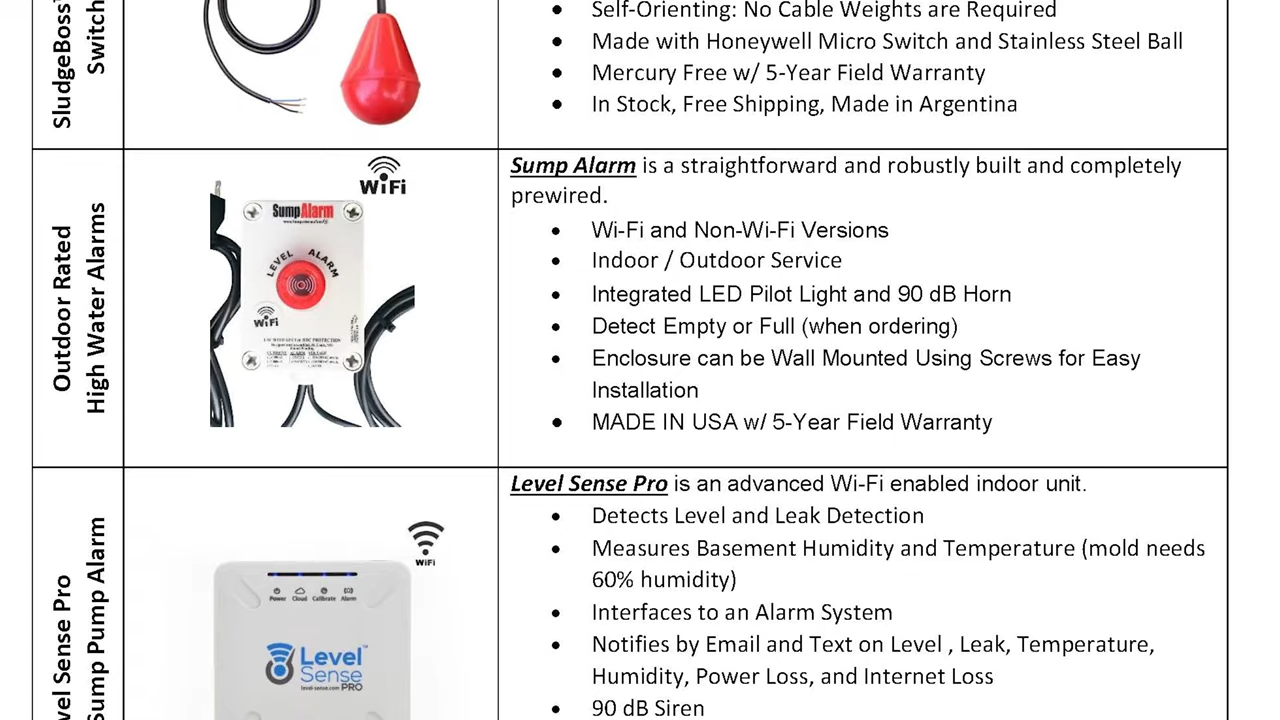 SludgeBoss
Switch
Self-Orienting: No Cable Weights are Required
Made with Honeywell Micro Switch and Stainless Steel Ball
Mercury Free w/ 5-Year Field Warranty
In Stock, Free Shipping, Made in Argentina
Outdoor Rated
High Water Alarms
WiFi
SumpAlarm
LEVEL ALARM
WiFi
Sump Alarm is a straightforward and robustly built and completely
prewired.
Wi-Fi and Non-Wi-Fi Versions
Indoor / Outdoor Service
Integrated LED Pilot Light and 90 dB Horn
Detect Empty or Full (when ordering)
Enclosure can be Wall Mounted Using Screws for Easy
Installation
MADE IN USA w/ 5-Year Field Warranty
vel Sense Pro
Sump Pump Alarm
WiFi
Power Cloud Calibrate Alarm
Level™
Sense
PRO
level-sense.com
Level Sense Pro is an advanced Wi-Fi enabled indoor unit.
Detects Level and Leak Detection
Measures Basement Humidity and Temperature (mold needs
60% humidity)
Interfaces to an Alarm System
Notifies by Email and Text on Level , Leak, Temperature,
Humidity, Power Loss, and Internet Loss
90 dB Siren